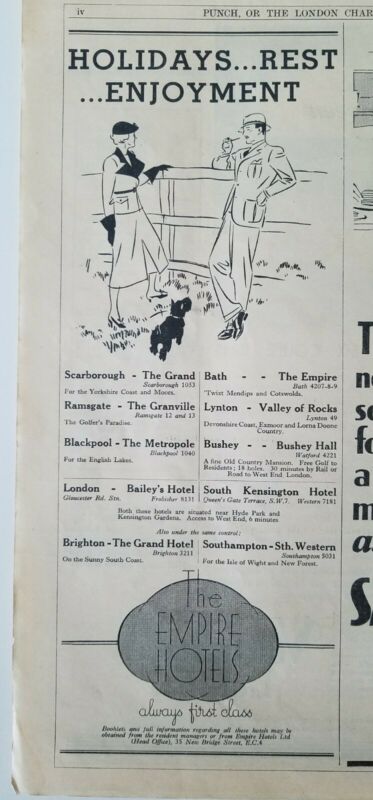 iv
PUNCH, OR THE LONDON CHAR
HOLIDAYS...REST
...ENJOYMENT
Scarborough - The Grand
Scarborough 1053
For the Yorkshire Coast and Moors.
Ramsgate - The Granville
Ramsgate 12 and 13
The Golfer's Paradise.
Blackpool - The Metropole
Blackpool 1040
For the English Lakes.
London - Bailey's Hotel
Gloucester Rd. Stn. Frobisher 8131
Bath - - The Empire
Bath 4207-8-9
'Twixt Mendips and Cotswolds.
Lynton - Valley of Rocks
Lynton 49
Devonshire Coast, Exmoor and Lorna Doone
Country.
Bushey - - Bushey Hall
Watford 4221
A fine Old Country Mansion. Free Golf to
Residents; 18 holes. 30 minutes by Rail or
Road to West End, London.
South Kensington Hotel
Queen's Gate Terrace, S.W.7. Western 7181
Both these hotels are situated near Hyde Park and
Kensington Gardens. Access to West End, 6 minutes
Also under the same control:
Brighton - The Grand Hotel
Brighton 3211
On the Sunny South Coast.
Southampton - Sth. Western
Southampton 5031
For the Isle of Wight and New Forest.
The
EMPIRE
HOTELS
always first class
Booklets and full information regarding all these hotels may be
obtained from the resident managers or from Empire Hotels Ltd
(Head Office), 35 New Bridge Street, E.C.4
T
n
s
f
a
m
a
S